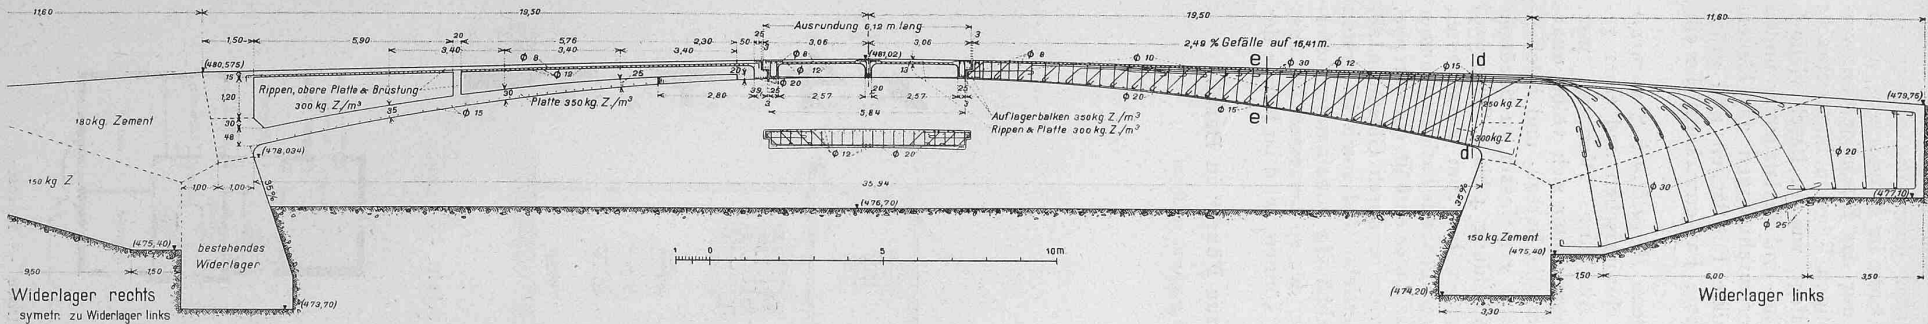 11,60
19,50
19,50
11,60
Ausrundung 6,12 m lang
1,50
5,90
20
5,76
2,30
50
25
3,06
3,06
3
3,40
3,40
3,40
2,49 % Gefälle auf 16,41 m.
(480,575)
(481,02)
φ 8
φ 12
φ 8
φ 12
13
φ 8
φ 10
e
φ 30
φ 12
φ 15
d
15
1,20
30
48
Rippen, obere Platte & Brüstung
300 kg. Z./m³
35
φ 15
30
25
20
Platte 350 kg. Z./m³
2,80
39
φ 20
3
25
2,57
20
2,57
25
3
5,84
Auflagerbalken 350 kg Z./m³
Rippen & Platte 300 kg. Z./m³
φ 20
φ 15
e
d
250 kg Z.
300 kg. Z.
(479,75)
180 kg. Zement
(478,034)
φ 12
φ 20
150 kg Z.
1,00
1,00
35%
35,94
35%
φ 30
φ 20
(477,10)
(476,70)
φ 25
(475,40)
bestehendes
Widerlager
1
0
5
10 m
150 kg. Zement
(475,40)
9,50
1,50
1,50
6,00
3,50
(473,70)
(474,20)
3,30
Widerlager rechts
symetr. zu Widerlager links
Widerlager links